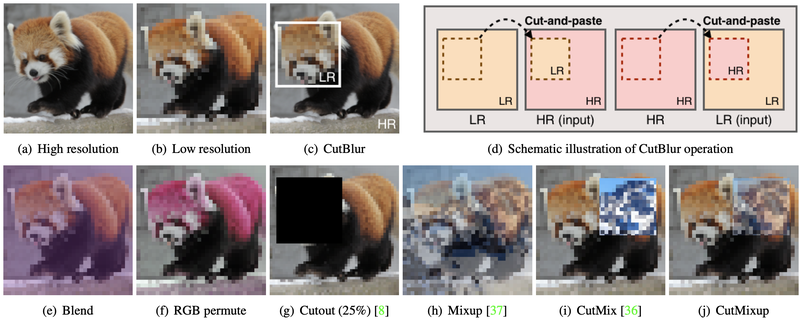 LR
HR
(a) High resolution
(b) Low resolution
(c) CutBlur
Cut-and-paste
Cut-and-paste
LR
HR
LR
LR
HR
HR
LR
LR
HR (input)
HR
LR (input)
(d) Schematic illustration of CutBlur operation
(e) Blend
(f) RGB permute
(g) Cutout (25%) [8]
(h) Mixup [37]
(i) CutMix [36]
(j) CutMixup